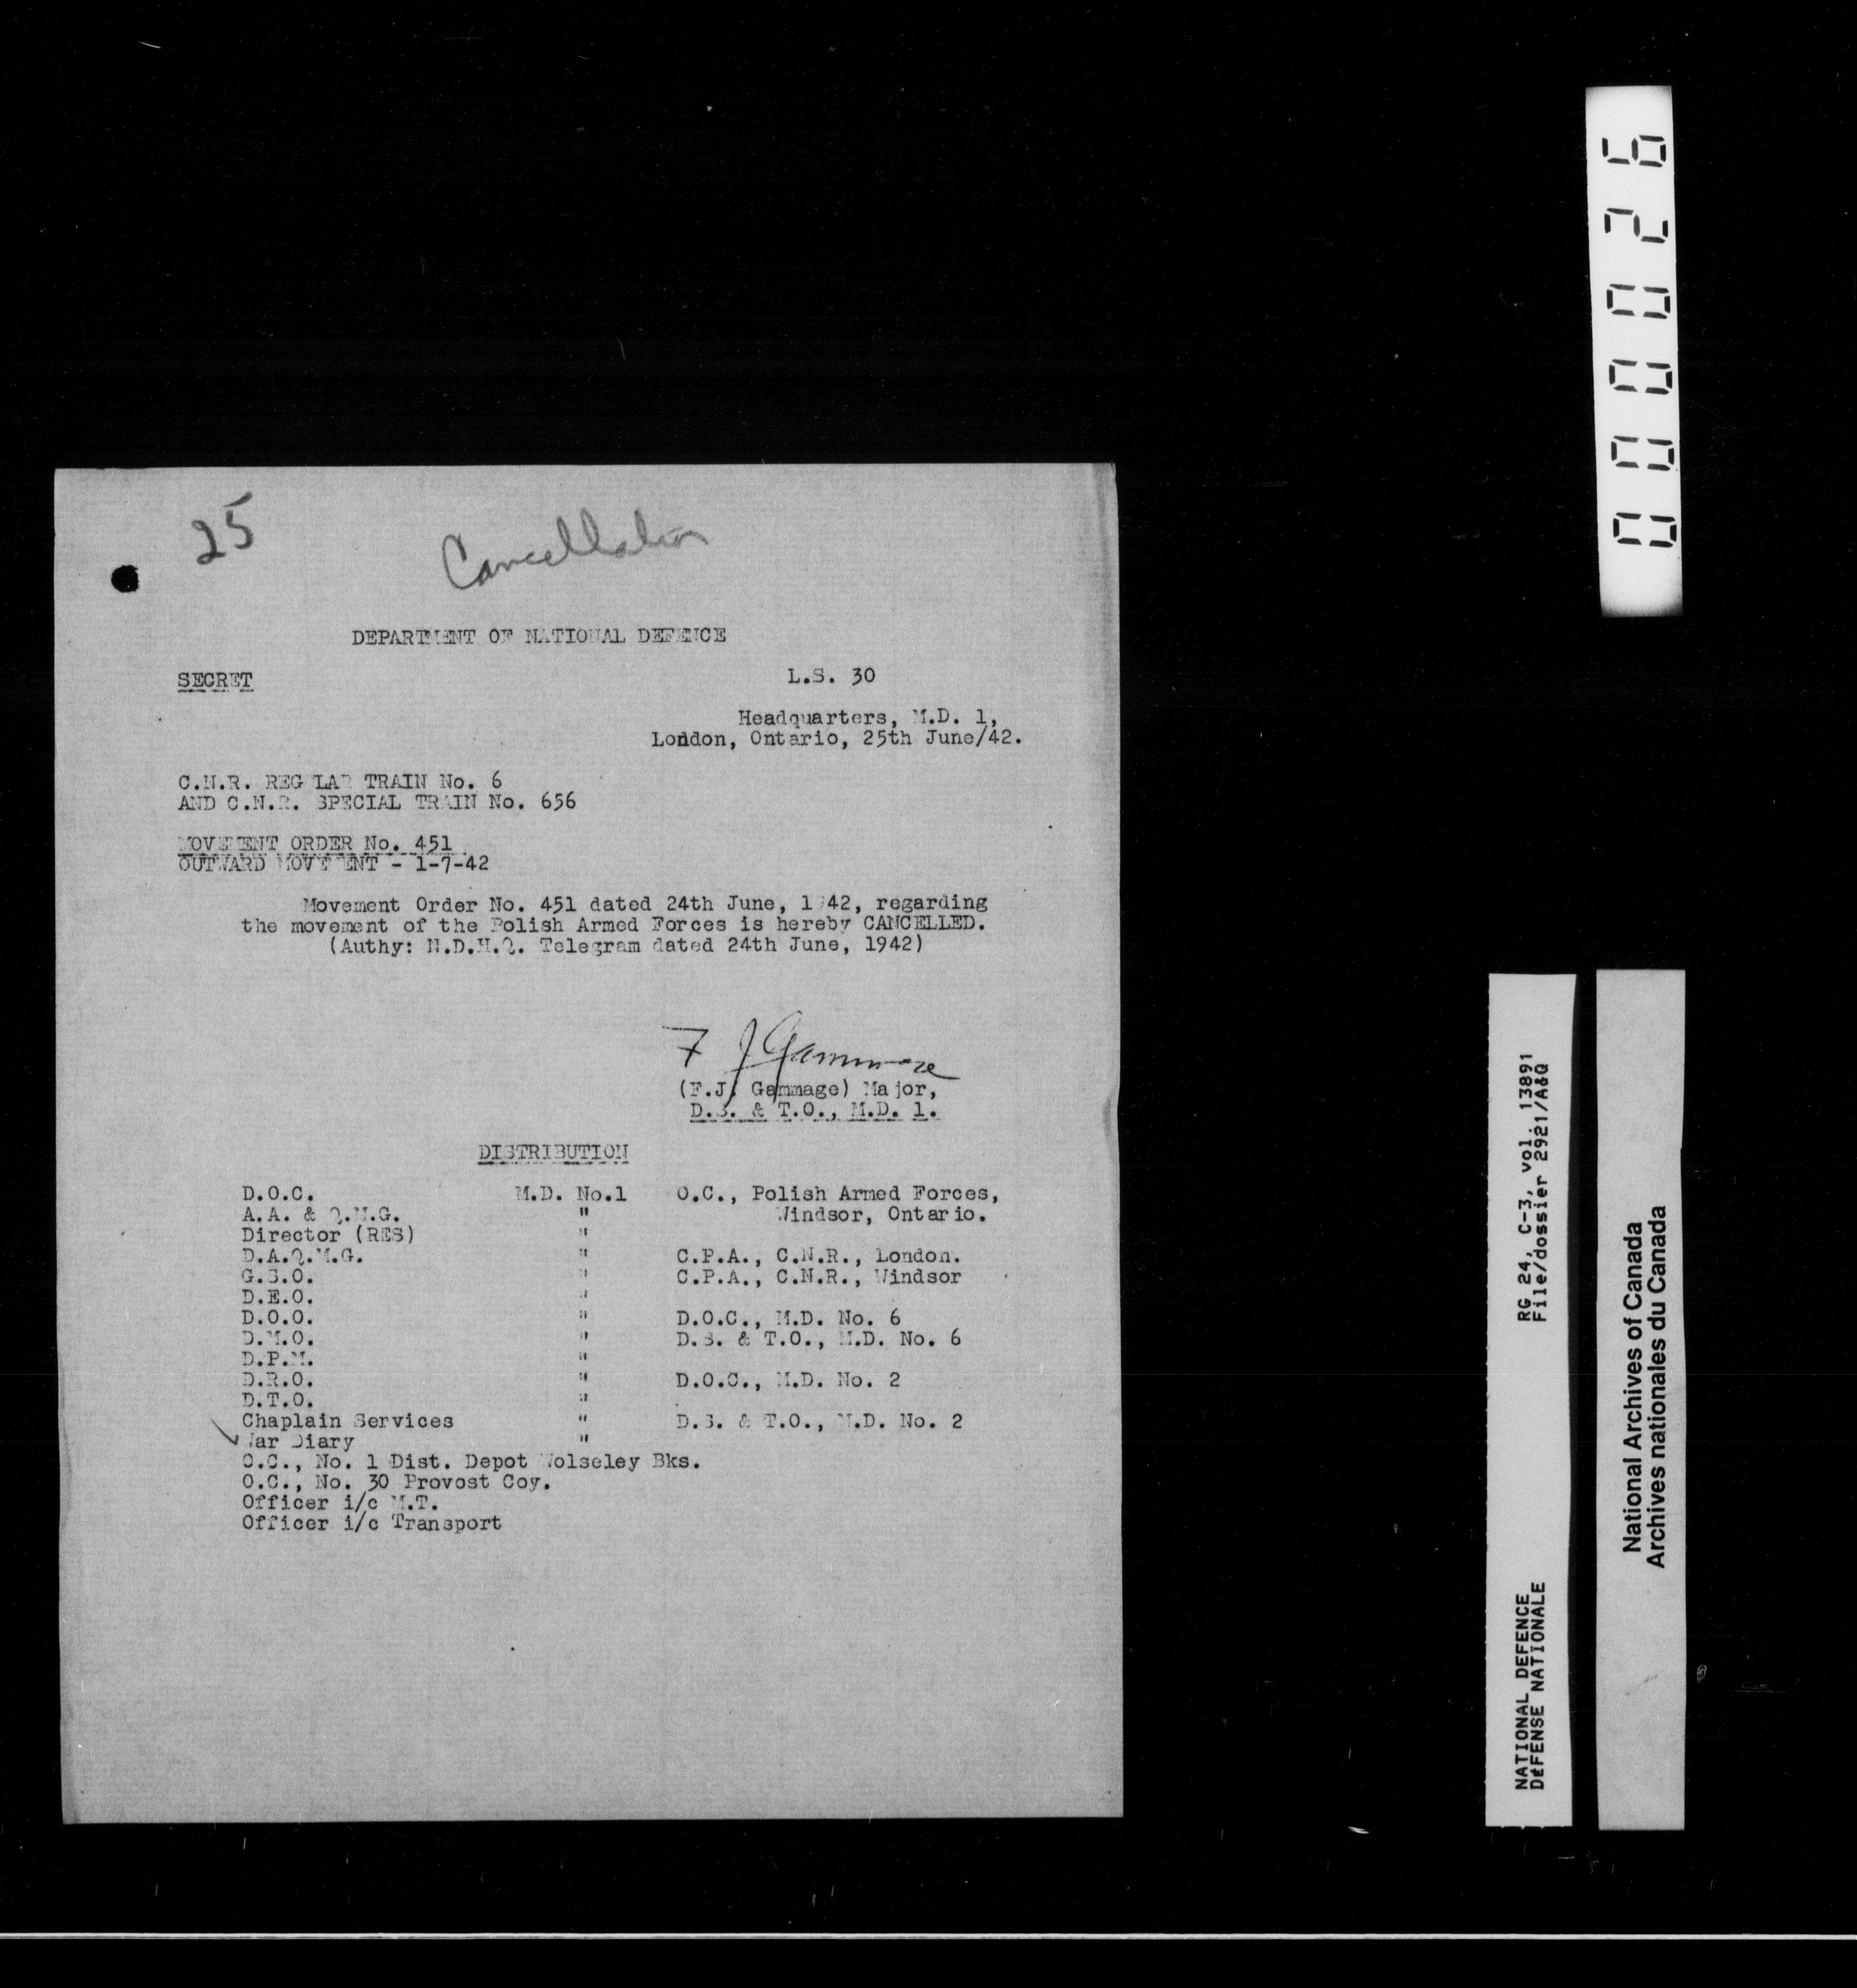 25
Cancellation
DEPARTMENT OF NATIONAL DEFENCE
SECRET
L.S. 30
Headquarters, M.D. 1,
London, Ontario, 25th June/42.
C.N.R. REGULAR TRAIN No. 6
AND C.N.R. SPECIAL TRAIN No. 656
MOVEMENT ORDER No. 451
OUTWARD MOVEMENT - 1-7-42
Movement Order No. 451 dated 24th June, 1942, regarding
the movement of the Polish Armed Forces is hereby CANCELLED.
(Authy: N.D.H.Q. Telegram dated 24th June, 1942)
F J Gammage
(F.J. Gammage) Major,
D.S. & T.O., M.D. 1.
DISTRIBUTION
D.O.C. M.D. No.1 O.C., Polish Armed Forces,
A.A. & Q.M.G. " Windsor, Ontario.
Director (RES) "
D.A.Q.M.G. " C.P.A., C.N.R., London.
G.S.O. " C.P.A., C.N.R., Windsor
D.E.O. "
D.O.O. " D.O.C., M.D. No. 6
D.M.O. " D.S. & T.O., M.D. No. 6
D.P.M. "
D.R.O. " D.O.C., M.D. No. 2
D.T.O. "
Chaplain Services " D.S. & T.O., M.D. No. 2
War Diary "
O.C., No. 1 Dist. Depot Wolseley Bks.
O.C., No. 30 Provost Coy.
Officer i/c M.T.
Officer i/c Transport
000026
NATIONAL DEFENCE RG 24, C-3, vol. 13891
DÉFENSE NATIONALE File/dossier 2921/A&Q
National Archives of Canada
Archives nationales du Canada